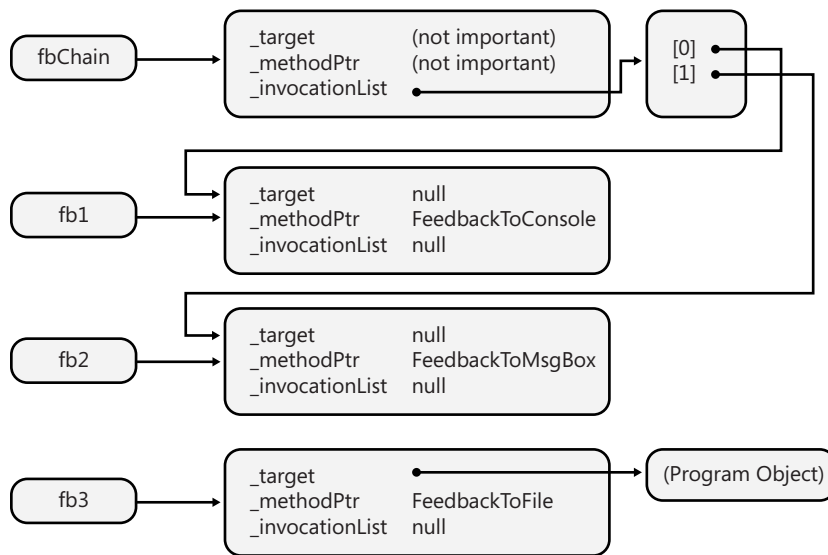 fbChain
_target (not important)
_methodPtr (not important)
_invocationList
[0]
[1]
fb1
_target null
_methodPtr FeedbackToConsole
_invocationList null
fb2
_target null
_methodPtr FeedbackToMsgBox
_invocationList null
fb3
_target
_methodPtr FeedbackToFile
_invocationList null
(Program Object)